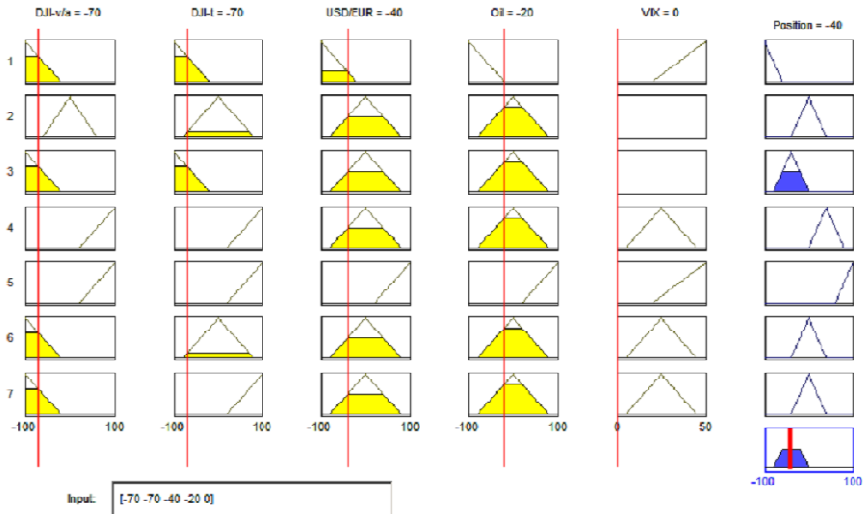 DJI-v/a = -70 DJI-t = -70 USD/EUR = -40 Oil = -20 VIX = 0 Position = -40
1
2
3
4
5
6
7
-100 100 -100 100 -100 100 -100 100 0 50
-100 100
Input: [-70 -70 -40 -20 0]